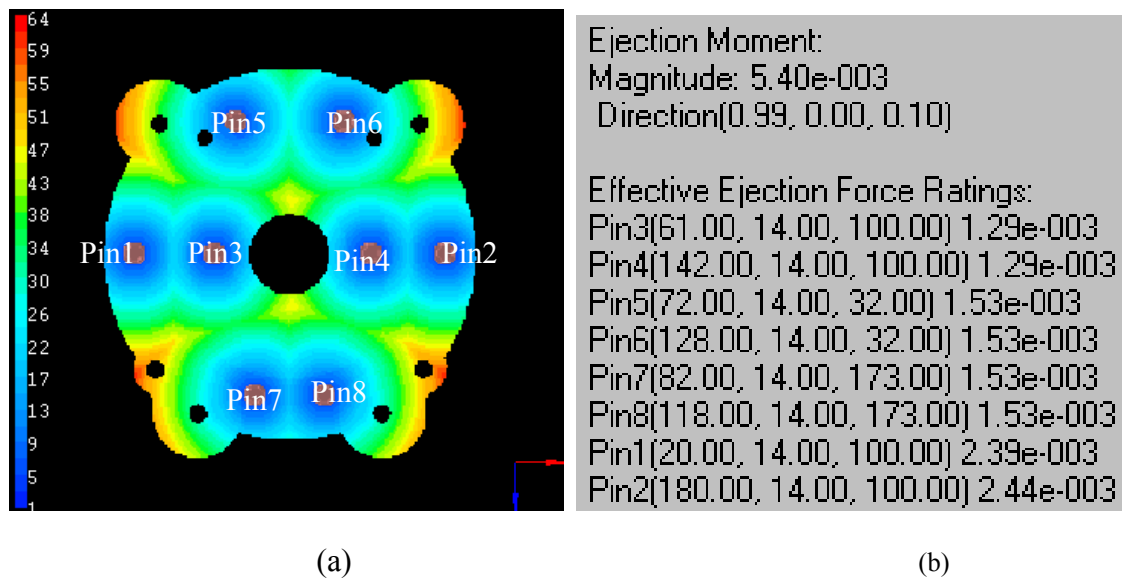 64
59
55
51
47
43
38
34
30
26
22
17
13
9
5
1
Pin5 Pin6
Pin1 Pin3 Pin4 Pin2
Pin7 Pin8
Ejection Moment:
Magnitude: 5.40e-003
Direction(0.99, 0.00, 0.10)
Effective Ejection Force Ratings:
Pin3(61.00, 14.00, 100.00) 1.29e-003
Pin4(142.00, 14.00, 100.00) 1.29e-003
Pin5(72.00, 14.00, 32.00) 1.53e-003
Pin6(128.00, 14.00, 32.00) 1.53e-003
Pin7(82.00, 14.00, 173.00) 1.53e-003
Pin8(118.00, 14.00, 173.00) 1.53e-003
Pin1(20.00, 14.00, 100.00) 2.39e-003
Pin2(180.00, 14.00, 100.00) 2.44e-003
(a) (b)